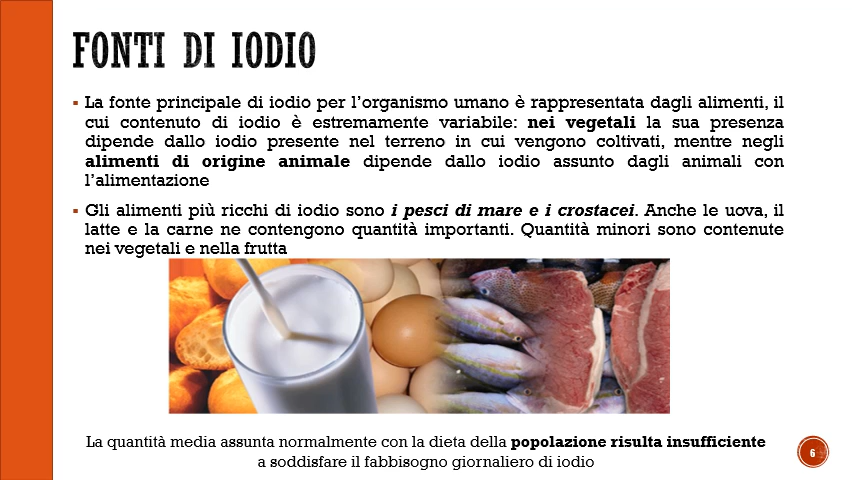 FONTI DI IODIO
▪ La fonte principale di iodio per l’organismo umano è rappresentata dagli alimenti, il
cui contenuto di iodio è estremamente variabile: nei vegetali la sua presenza
dipende dallo iodio presente nel terreno in cui vengono coltivati, mentre negli
alimenti di origine animale dipende dallo iodio assunto dagli animali con
l’alimentazione
▪ Gli alimenti più ricchi di iodio sono i pesci di mare e i crostacei. Anche le uova, il
latte e la carne ne contengono quantità importanti. Quantità minori sono contenute
nei vegetali e nella frutta
La quantità media assunta normalmente con la dieta della popolazione risulta insufficiente
a soddisfare il fabbisogno giornaliero di iodio
6